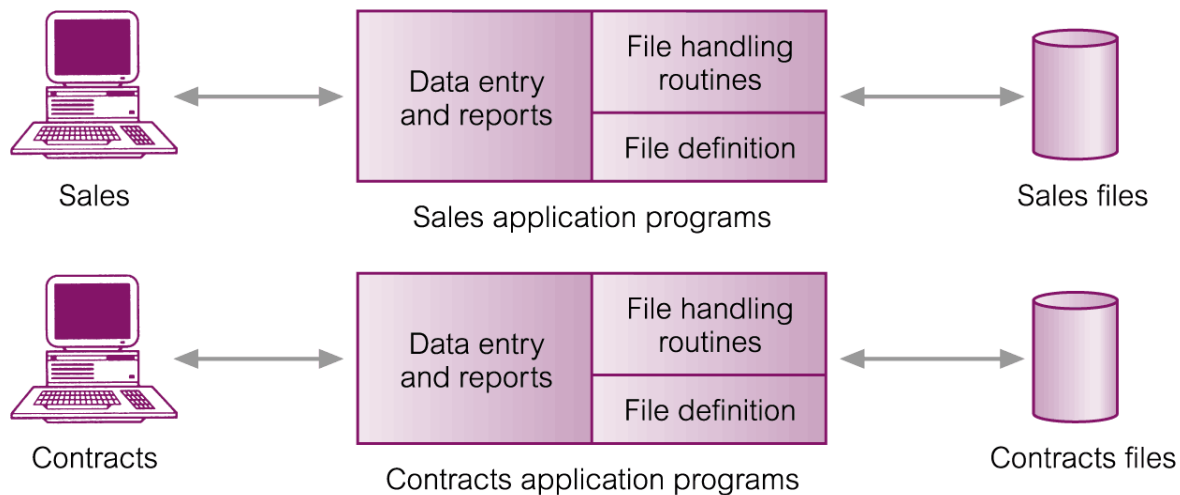 Data entry
and reports
File handling
routines
File definition
Sales
Sales application programs
Sales files
Data entry
and reports
File handling
routines
File definition
Contracts
Contracts application programs
Contracts files